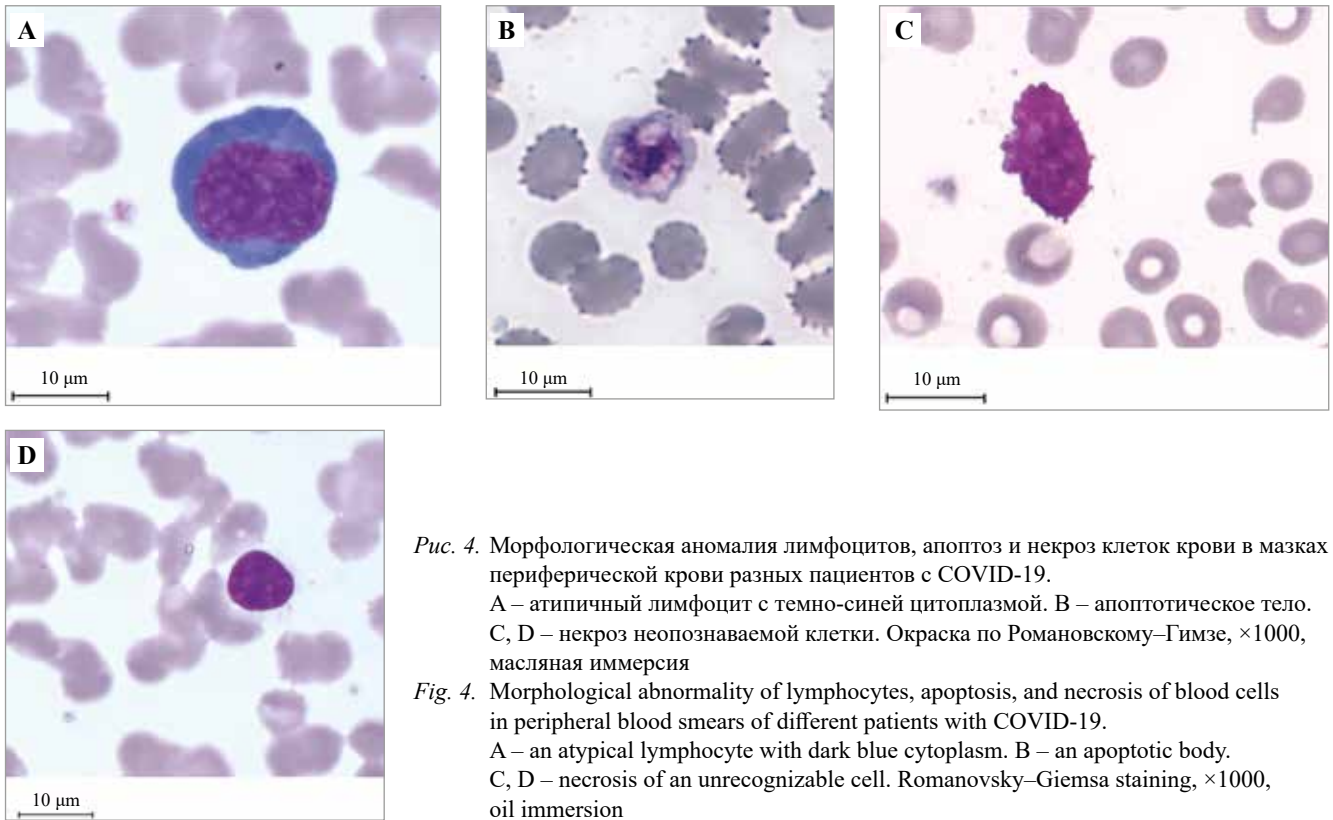 A
B
C
10 μm
10 μm
10 μm
D
10 μm
Рис. 4. Морфологическая аномалия лимфоцитов, апоптоз и некроз клеток крови в мазках
периферической крови разных пациентов с COVID-19.
A – атипичный лимфоцит с темно-синей цитоплазмой. B – апоптотическое тело.
C, D – некроз неопознаваемой клетки. Окраска по Романовскому–Гимзе, ×1000,
масляная иммерсия
Fig. 4. Morphological abnormality of lymphocytes, apoptosis, and necrosis of blood cells
in peripheral blood smears of different patients with COVID-19.
A – an atypical lymphocyte with dark blue cytoplasm. B – an apoptotic body.
C, D – necrosis of an unrecognizable cell. Romanovsky–Giemsa staining, ×1000,
oil immersion